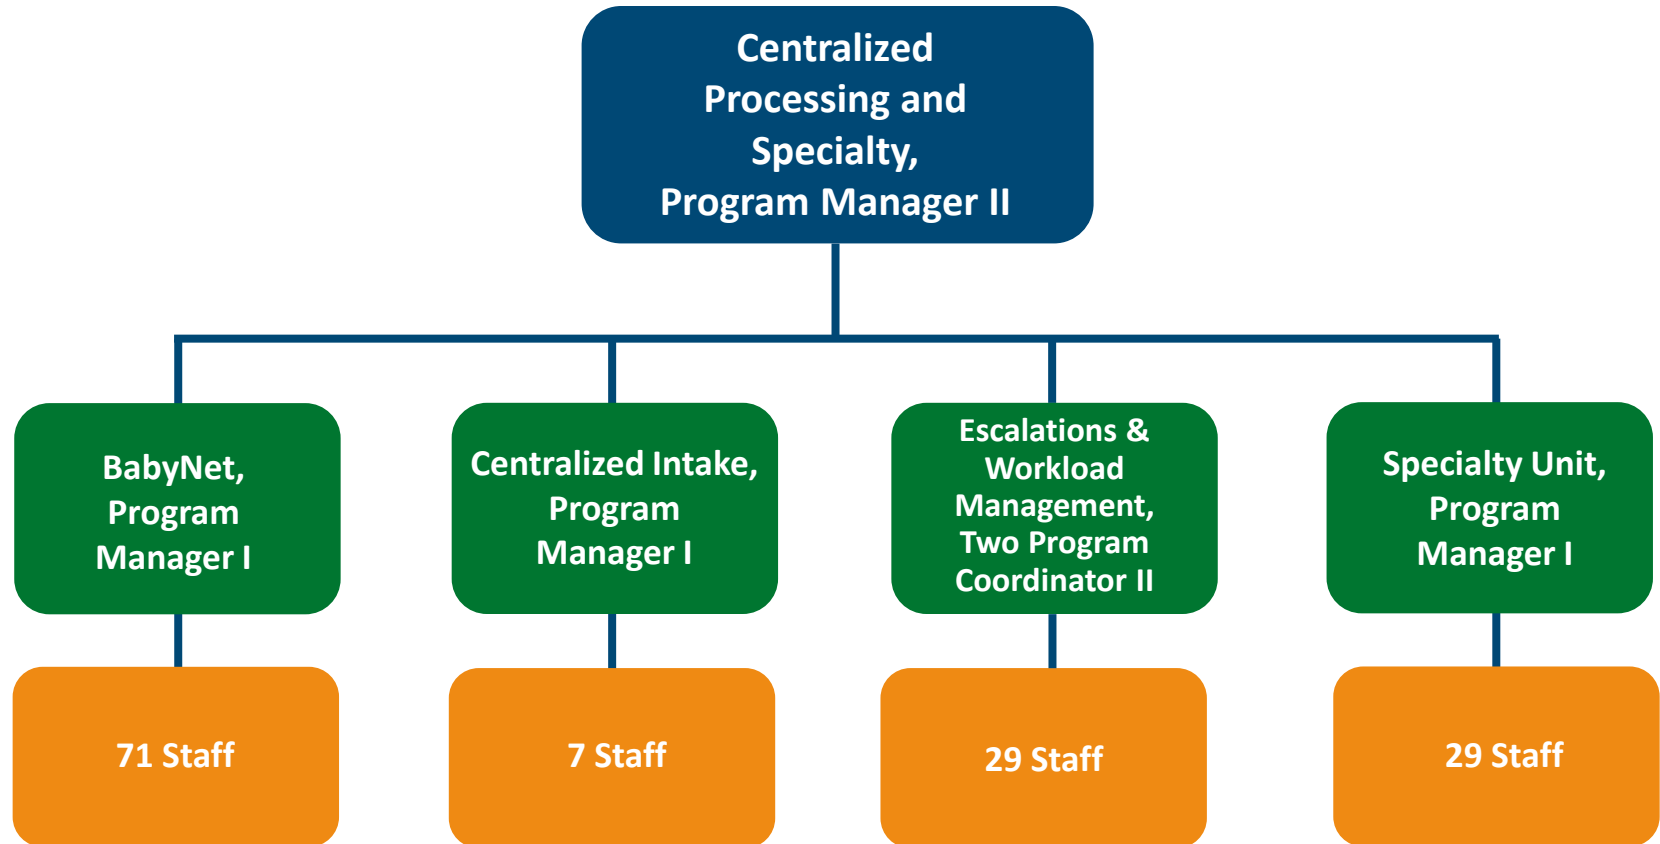 Centralized
Processing and
Specialty,
Program Manager II
BabyNet,
Program
Manager I
Centralized Intake,
Program
Manager I
Escalations &
Workload
Management,
Two Program
Coordinator II
Specialty Unit,
Program
Manager I
71 Staff
7 Staff
29 Staff
29 Staff